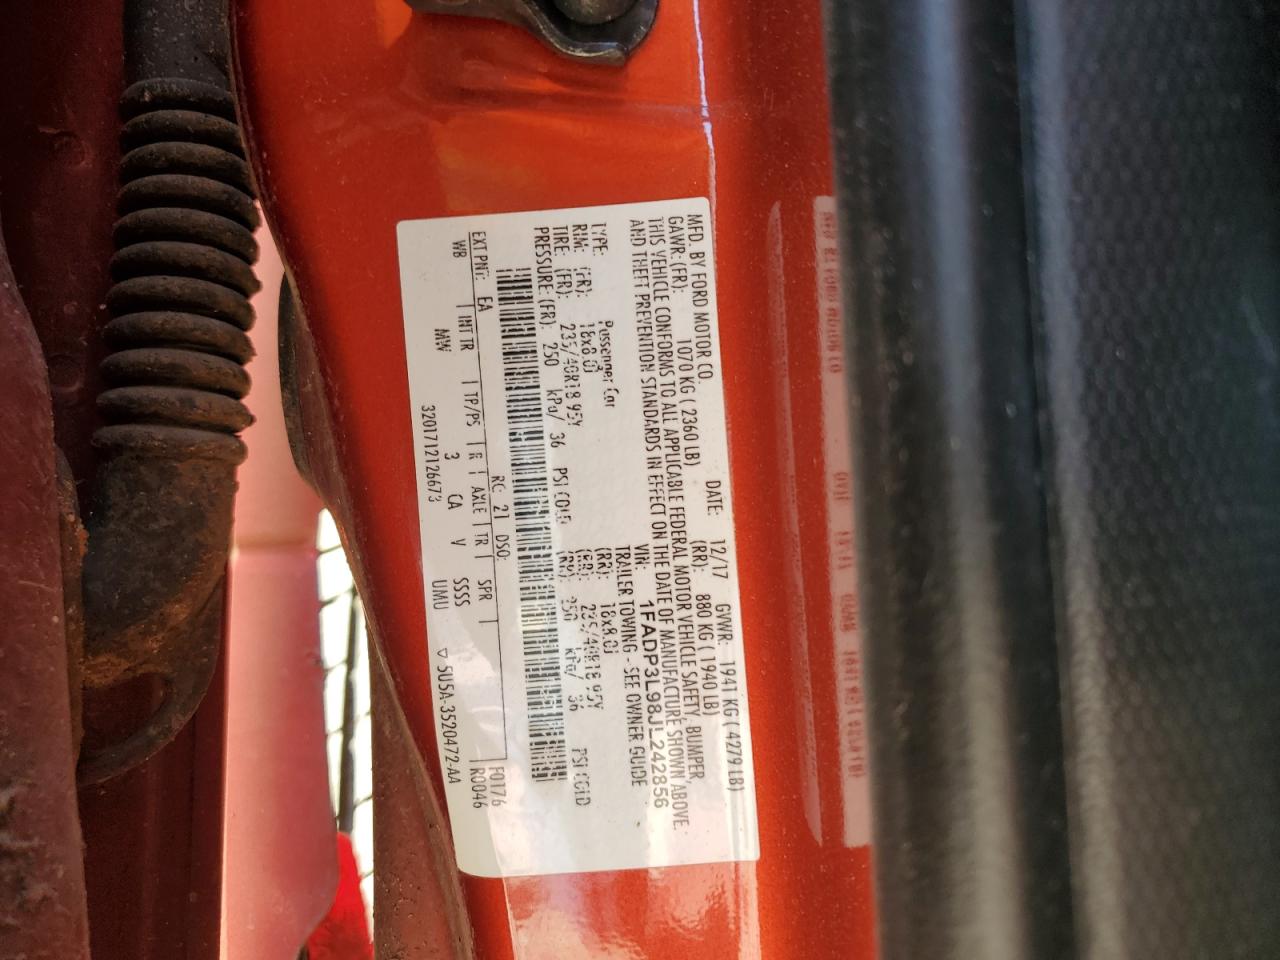 MFD. BY FORD MOTOR CO.
DATE: 12/17 GVWR: 1941 KG ( 4279 LB)
GAWR: (FR): 1070 KG ( 2360 LB) (RR): 880 KG ( 1940 LB)
THIS VEHICLE CONFORMS TO ALL APPLICABLE FEDERAL MOTOR VEHICLE SAFETY, BUMPER,
AND THEFT PREVENTION STANDARDS IN EFFECT ON THE DATE OF MANUFACTURE SHOWN ABOVE.
VIN: 1FADP3L98JL242856
TYPE: Passenger Car TRAILER TOWING - SEE OWNER GUIDE
RIM: (FR): 18x8.0J (RR): 18x8.0J
TIRE: (FR): 235/40R18 95Y (RR): 235/40R18 95Y
PRESSURE: (FR): 250 kPa/ 36 PSI COLD (RR): 250 kPa/ 36 PSI COLD
RC: 21 DSO: F0176
EXT PNT: EA R0046
WB | INT TR | TP/PS | R | AXLE | TR | SPR |
MW 3 CA V SSSS
3201712126673 UMU ▽ 5U5A-3520472-AA